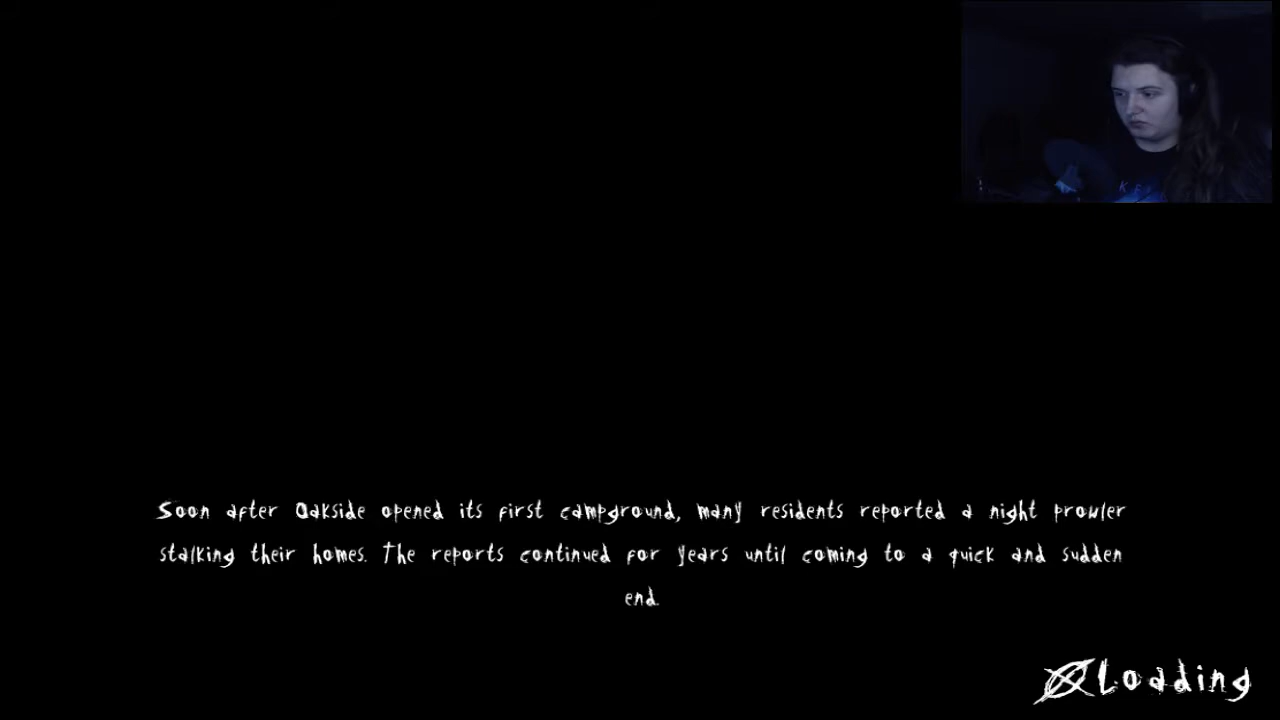 Soon after Oakside opened its first campground, many residents reported a night prowler
stalking their homes. The reports continued for years until coming to a quick and sudden
end.
Loading